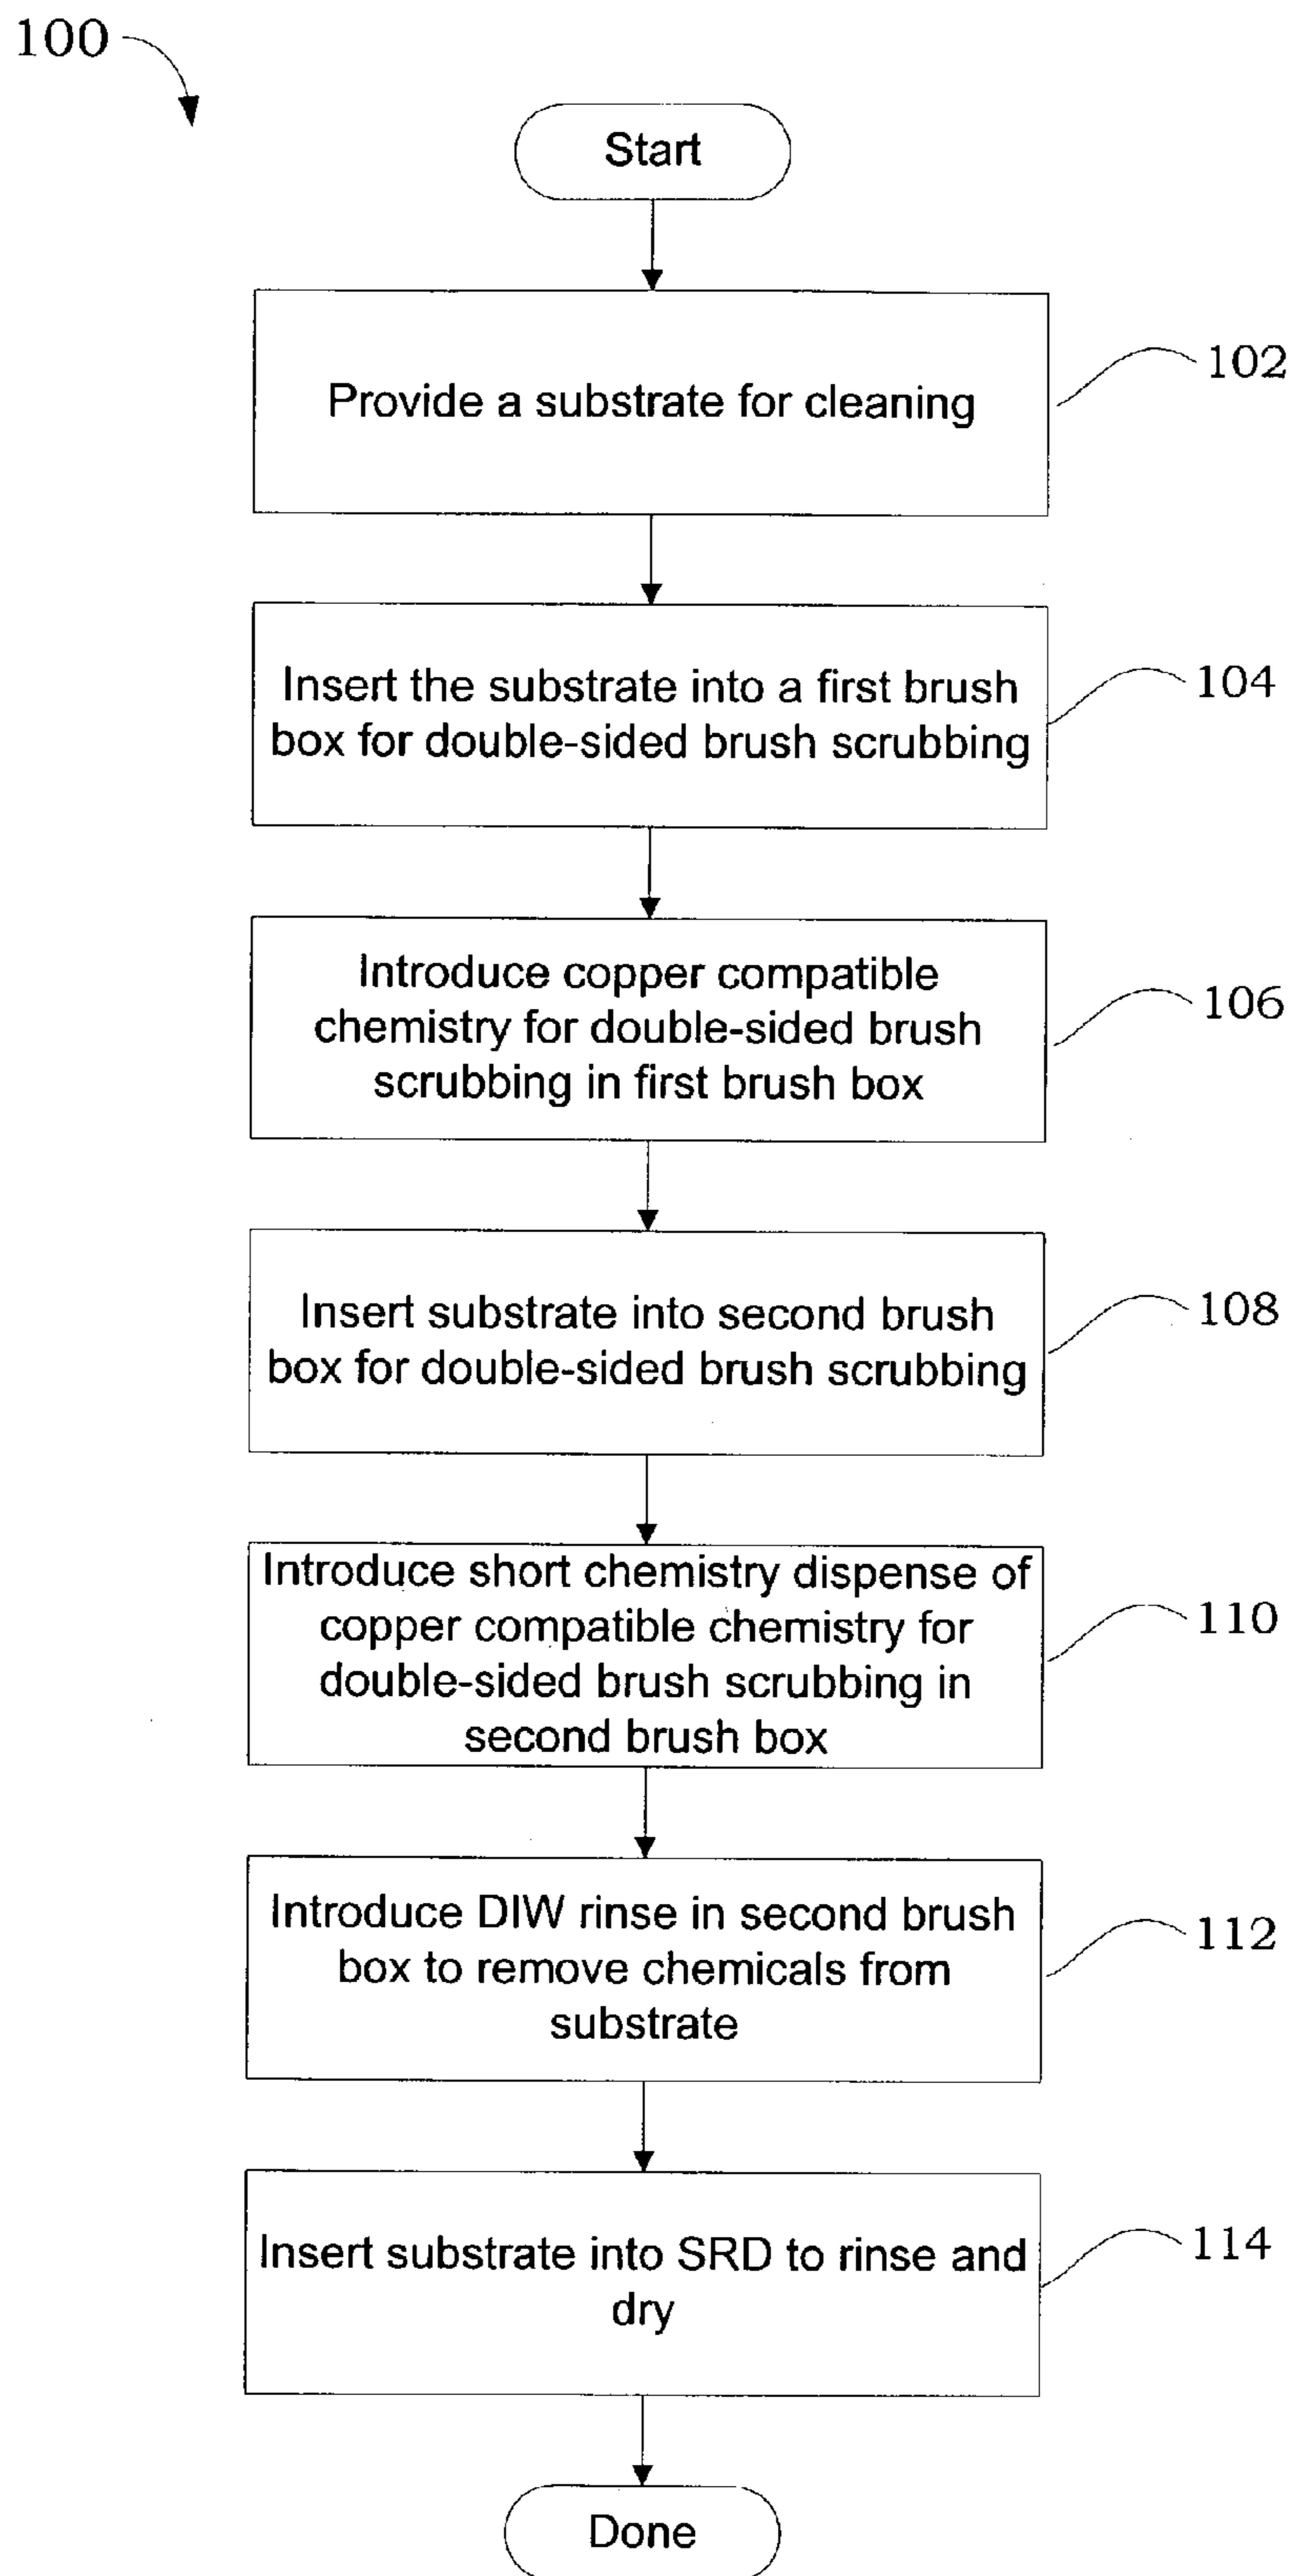 100
Start
Provide a substrate for cleaning
102
Insert the substrate into a first brush
box for double-sided brush scrubbing
104
Introduce copper compatible
chemistry for double-sided brush
scrubbing in first brush box
106
Insert substrate into second brush
box for double-sided brush scrubbing
108
Introduce short chemistry dispense of
copper compatible chemistry for
double-sided brush scrubbing in
second brush box
110
Introduce DIW rinse in second brush
box to remove chemicals from
substrate
112
Insert substrate into SRD to rinse and
dry
114
Done